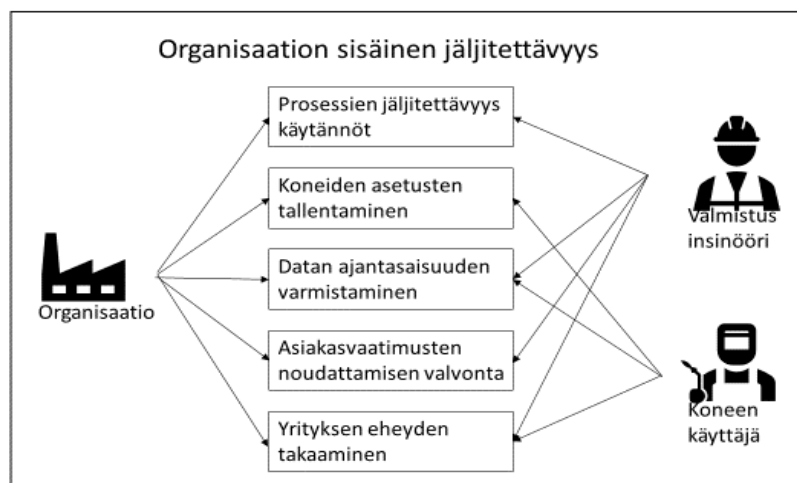 Organisaation sisäinen jäljitettävyys
Prosessien jäljitettävyys
käytännöt
Koneiden asetusten
tallentaminen
Datan ajantasaisuuden
varmistaminen
Asiakasvaatimusten
noudattamisen valvonta
Yrityksen eheyden
takaaminen
Organisaatio
Valmistus
insinööri
Koneen
käyttäjä